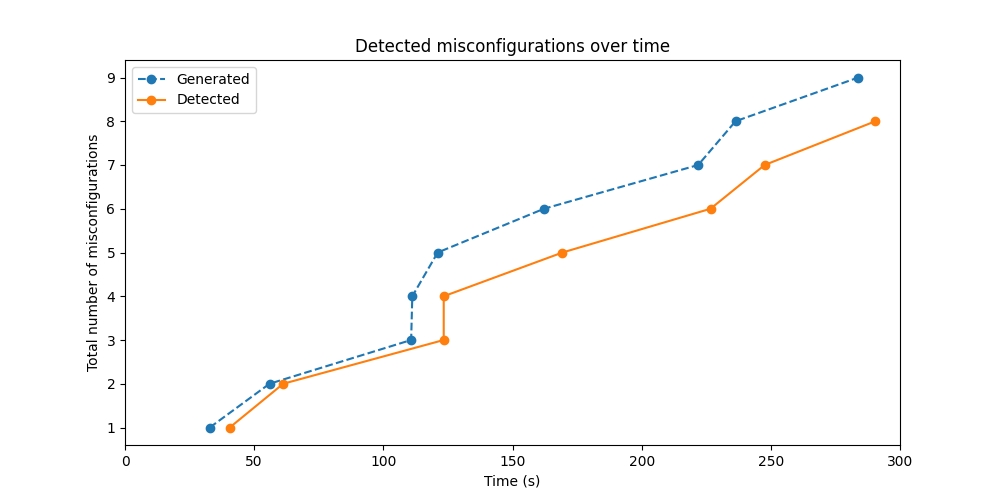 Detected misconfigurations over time
Generated
Detected
Total number of misconfigurations
9
8
7
6
5
4
3
2
1
0 50 100 150 200 250 300
Time (s)